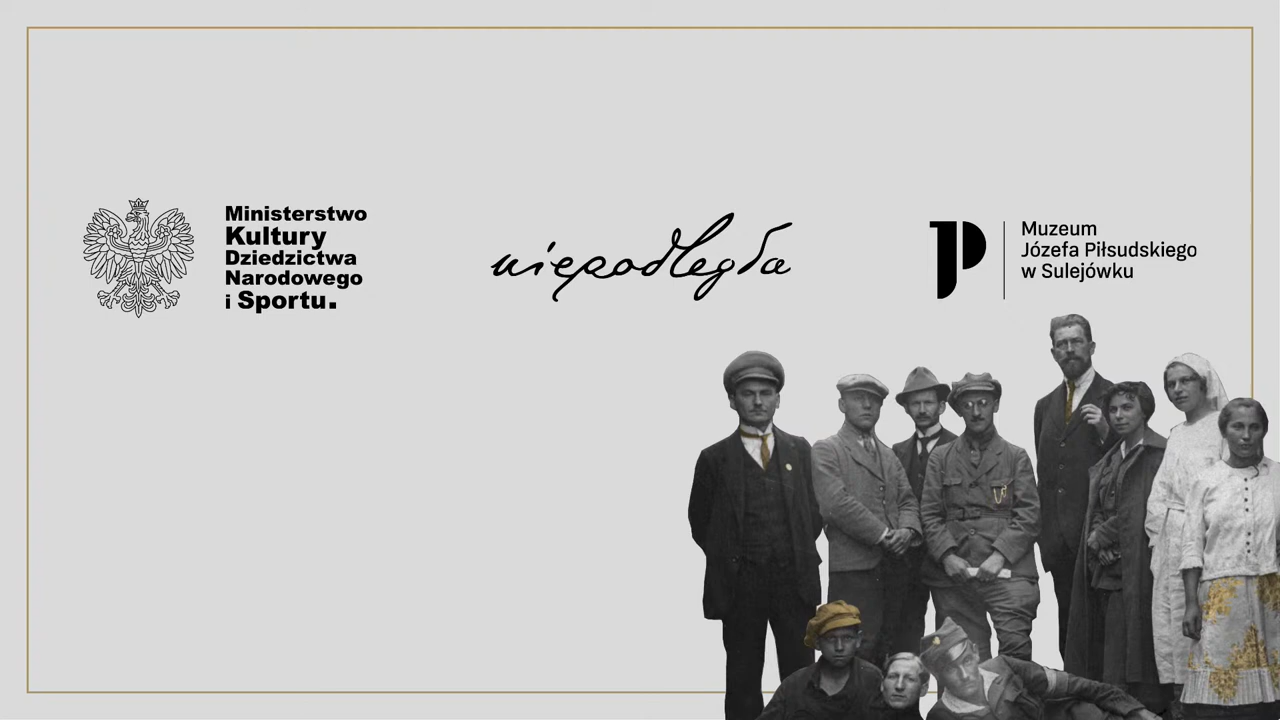 Ministerstwo
Kultury
Dziedzictwa
Narodowego
i Sportu.
niepodległa
Muzeum
Józefa Piłsudskiego
w Sulejówku